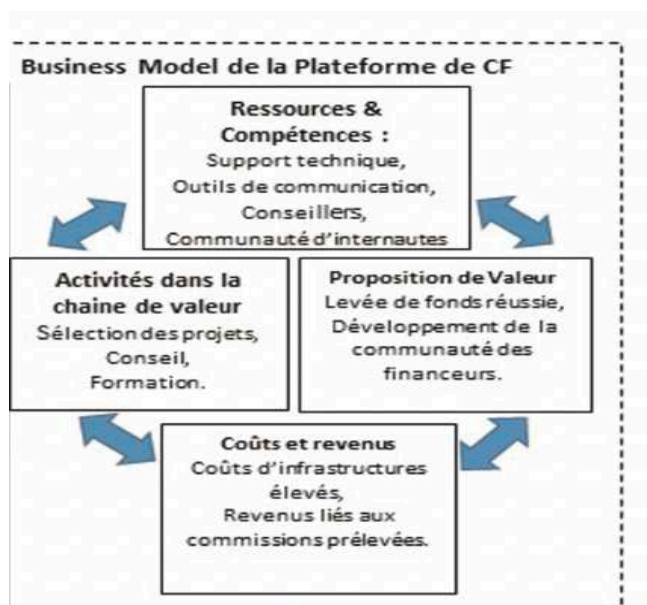 Business Model de la Plateforme de CF
Ressources &
Compétences :
Support technique,
Outils de communication,
Conseillers,
Communauté d'internautes
Activités dans la
chaine de valeur
Sélection des projets,
Conseil,
Formation.
Proposition de Valeur
Levée de fonds réussie,
Développement de la
communauté des
financeurs.
Coûts et revenus
Coûts d'infrastructures
élevés,
Revenus liés aux
commissions prélevées.